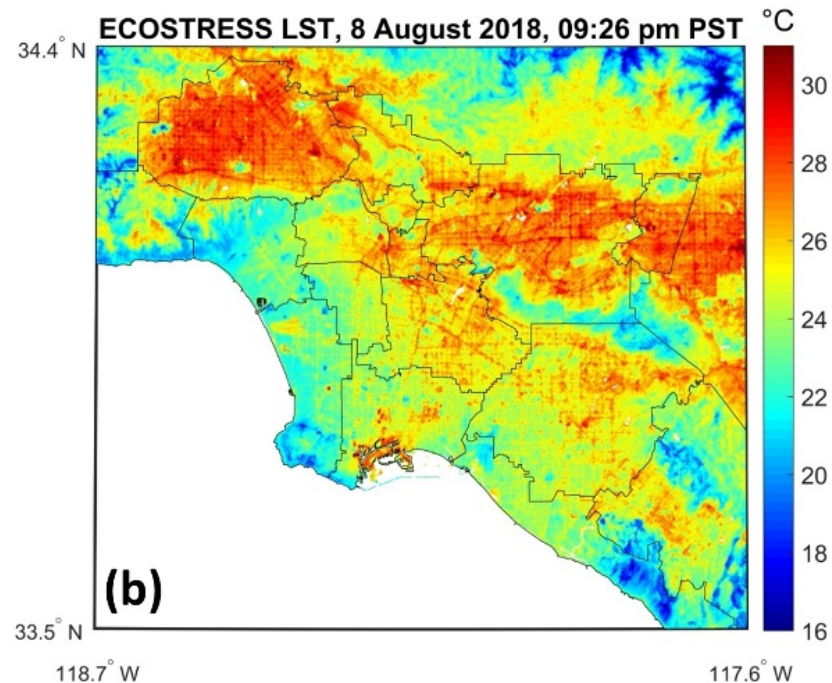 ECOSTRESS LST, 8 August 2018, 09:26 pm PST
°C
34.4° N
30
28
26
24
22
20
18
16
(b)
33.5° N
118.7° W
117.6° W